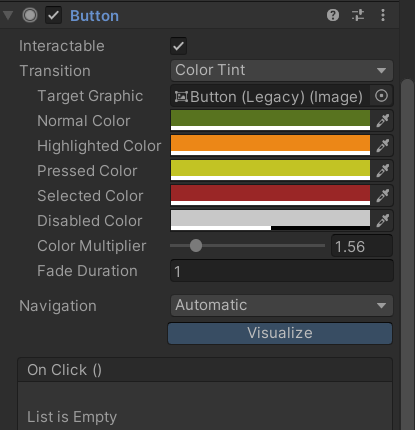 Button
Interactable
Transition Color Tint
Target Graphic Button (Legacy) (Image)
Normal Color
Highlighted Color
Pressed Color
Selected Color
Disabled Color
Color Multiplier 1.56
Fade Duration 1
Navigation Automatic
Visualize
On Click ()
List is Empty